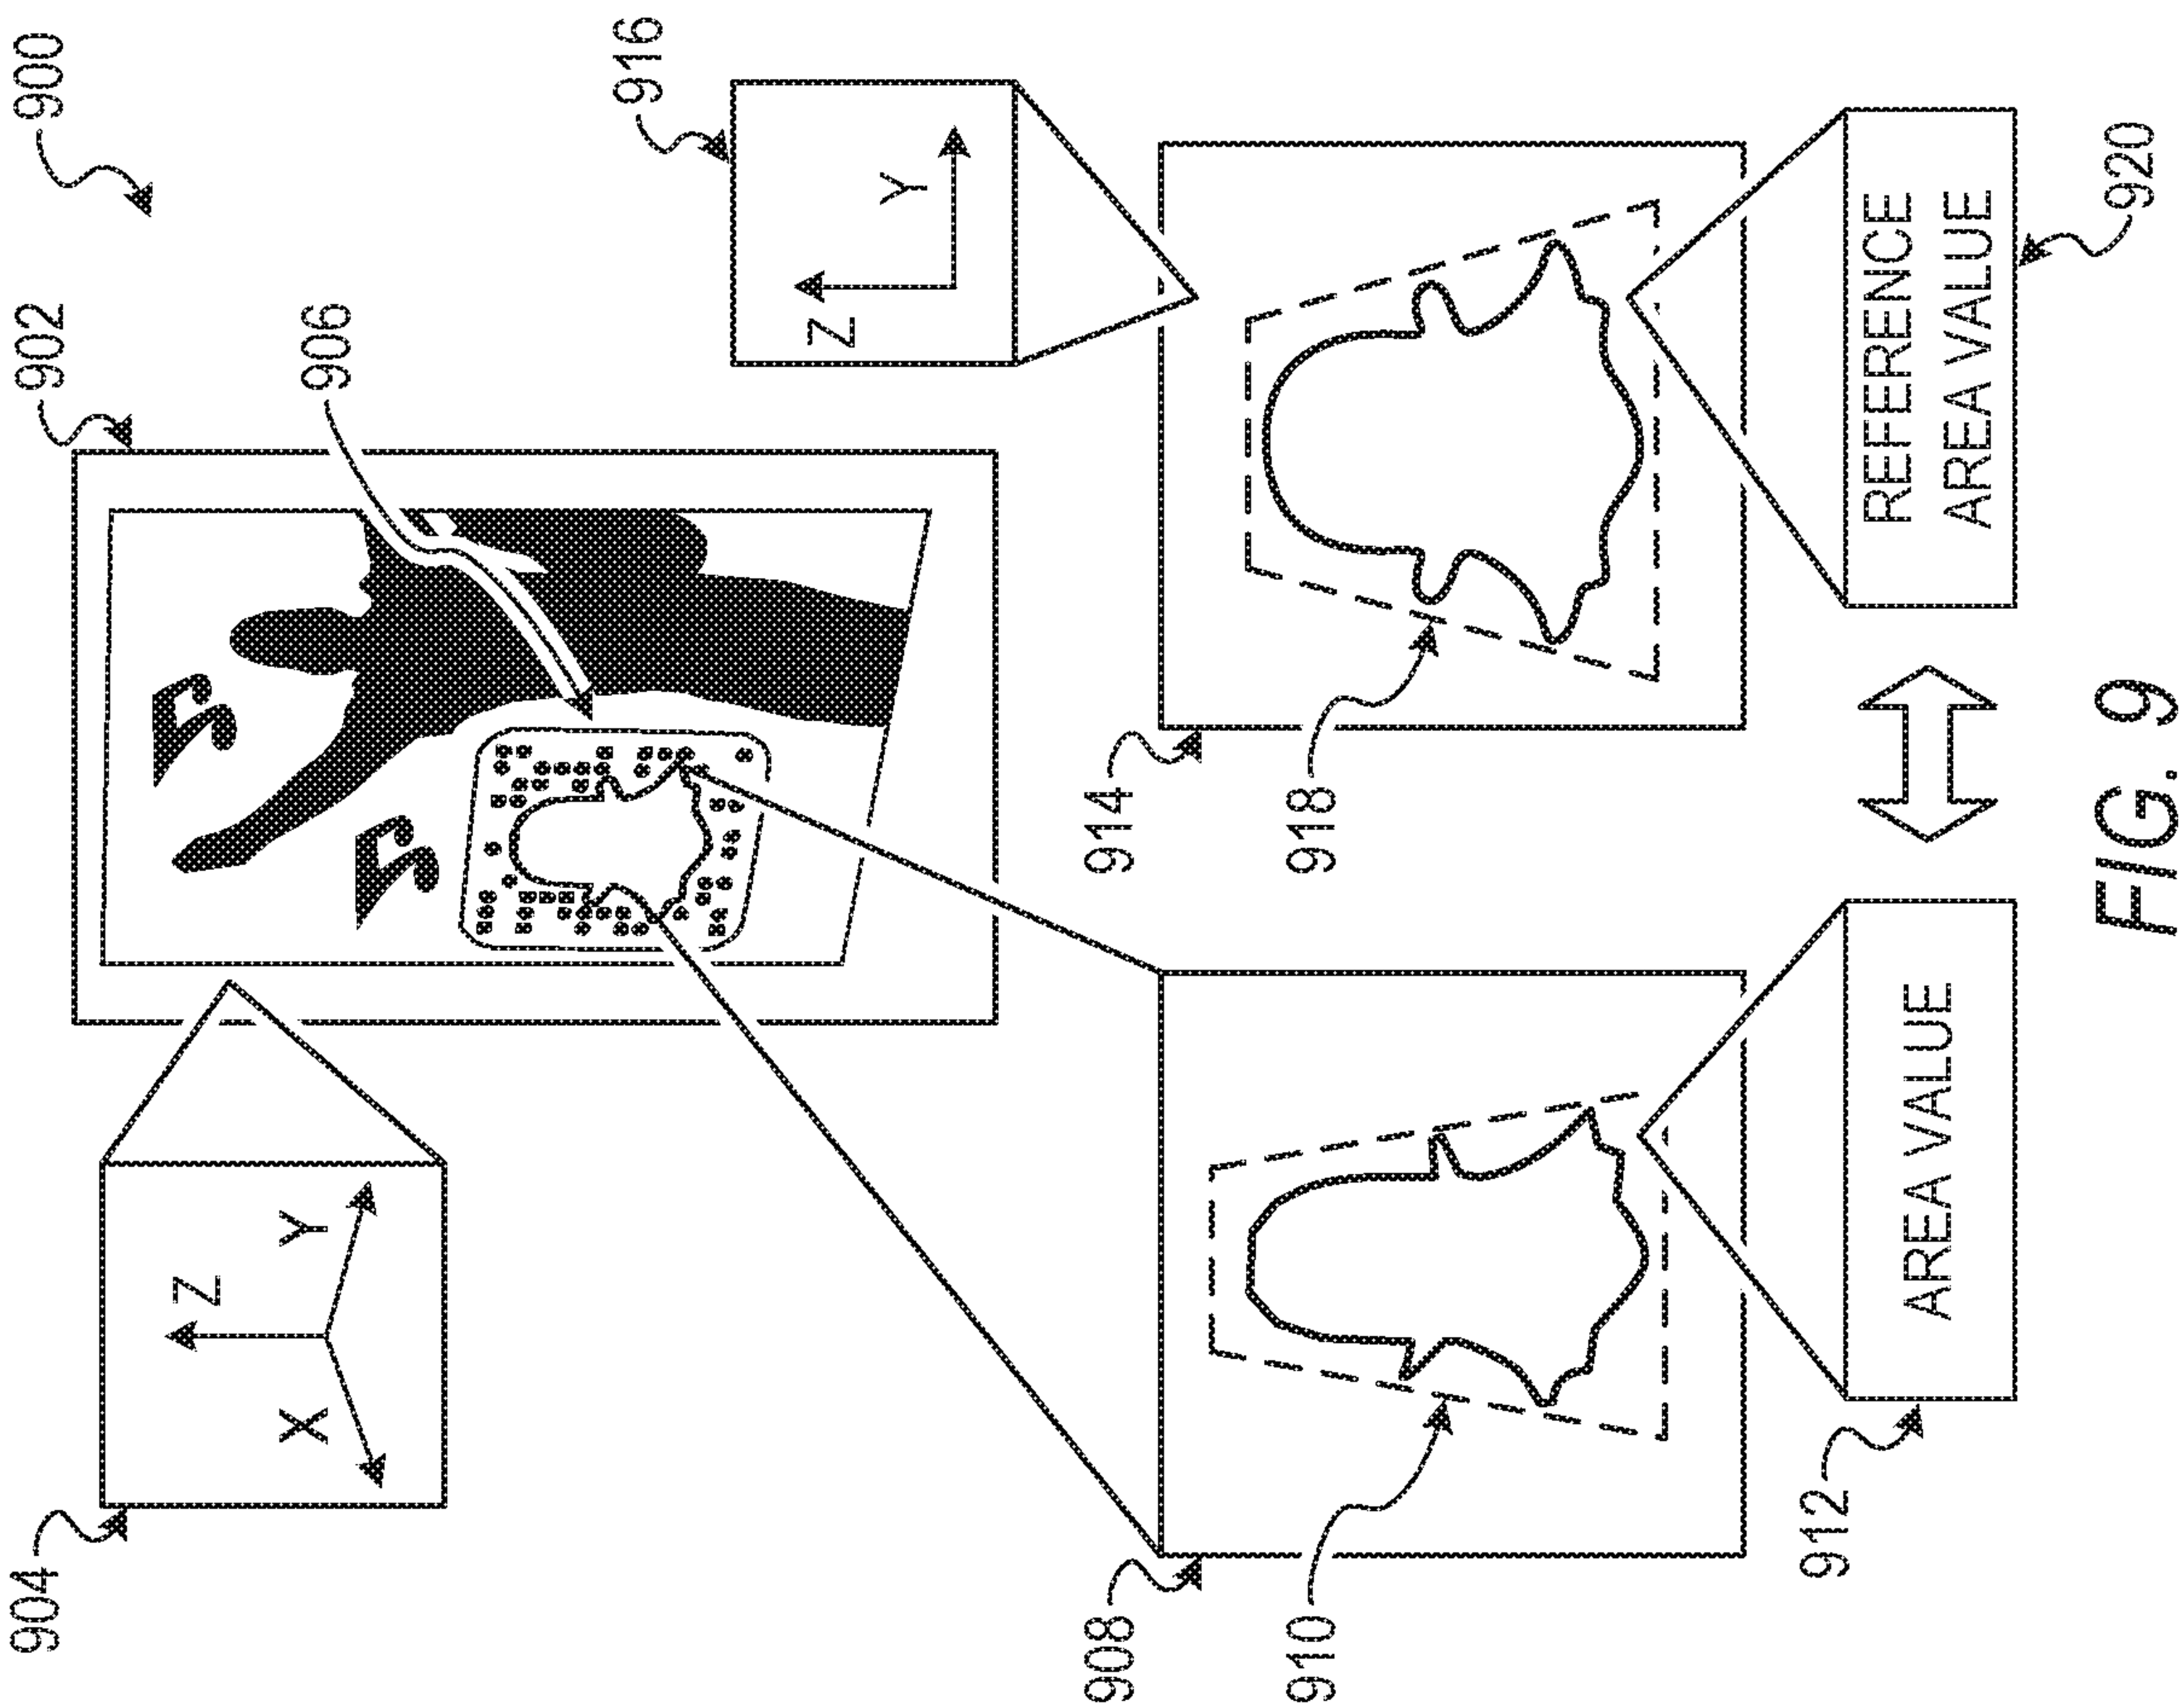 900
902
904
X
Y
Z
906
916
Z
Y
908
910
914
918
912
AREA VALUE
REFERENCE
AREA VALUE
920
FIG. 9